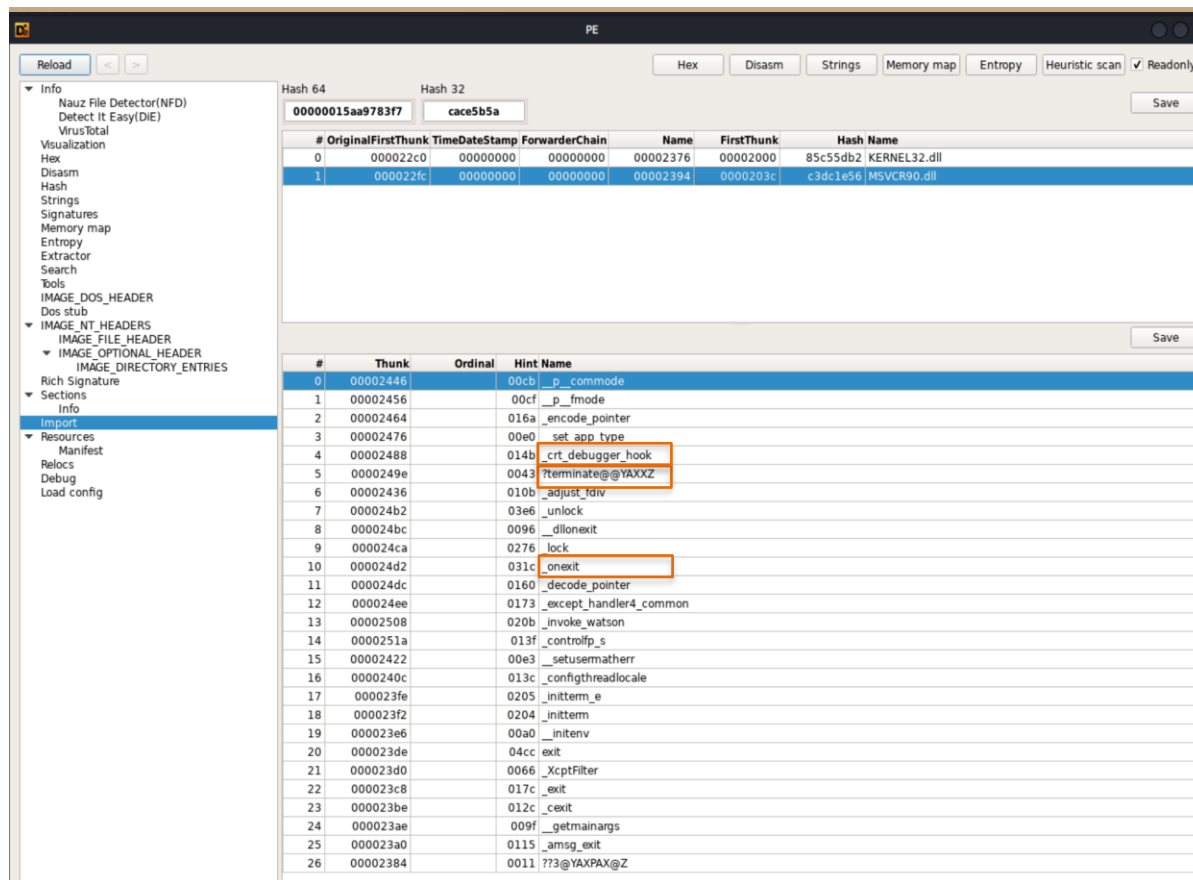 PE
Reload < > Hex Disasm Strings Memory map Entropy Heuristic scan Readonly
Info
Nauz File Detector(NFD)
Detect It Easy(DiE)
VirusTotal
Visualization
Hex
Disasm
Hash
Strings
Signatures
Memory map
Entropy
Extractor
Search
Tools
IMAGE_DOS_HEADER
Dos stub
IMAGE_NT_HEADERS
IMAGE_FILE_HEADER
IMAGE_OPTIONAL_HEADER
IMAGE_DIRECTORY_ENTRIES
Rich Signature
Sections
Info
Import
Resources
Manifest
Relocs
Debug
Load config
Hash 64 Hash 32
00000015aa9783f7 cace5b5a Save
# OriginalFirstThunk TimeDateStamp ForwarderChain Name FirstThunk Hash Name
0 000022c0 00000000 00000000 00002376 00002000 85c55db2 KERNEL32.dll
1 000022fc 00000000 00000000 00002394 0000203c c3dc1e56 MSVCR90.dll
Save
# Thunk Ordinal Hint Name
0 00002446 00cb __p__commode
1 00002456 00cf __p__fmode
2 00002464 016a _encode_pointer
3 00002476 00e0 __set_app_type
4 00002488 014b _crt_debugger_hook
5 0000249e 0043 ?terminate@@YAXXZ
6 00002436 010b _adjust_fdiv
7 000024b2 03e6 _unlock
8 000024bc 0096 __dllonexit
9 000024ca 0276 _lock
10 000024d2 031c _onexit
11 000024dc 0160 _decode_pointer
12 000024ee 0173 _except_handler4_common
13 00002508 020b _invoke_watson
14 0000251a 013f _controlfp_s
15 00002422 00e3 __setusermatherr
16 0000240c 013c _configthreadlocale
17 000023fe 0205 _initterm_e
18 000023f2 0204 _initterm
19 000023e6 00a0 __initenv
20 000023de 04cc exit
21 000023d0 0066 _XcptFilter
22 000023c8 017c _exit
23 000023be 012c _cexit
24 000023ae 009f __getmainargs
25 000023a0 0115 _amsg_exit
26 00002384 0011 ??3@YAXPAX@Z